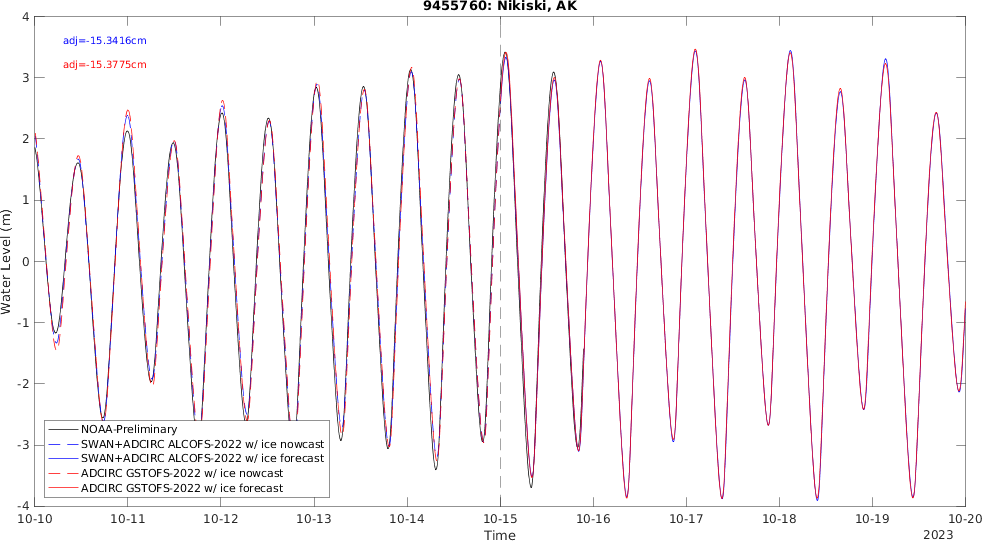 9455760: Nikiski, AK
adj=-15.3416cm
adj=-15.3775cm
4
3
2
1
0
-1
-2
-3
-4
Water Level (m)
NOAA-Preliminary
SWAN+ADCIRC ALCOFS-2022 w/ ice nowcast
SWAN+ADCIRC ALCOFS-2022 w/ ice forecast
ADCIRC GSTOFS-2022 w/ ice nowcast
ADCIRC GSTOFS-2022 w/ ice forecast
10-10 10-11 10-12 10-13 10-14 10-15 10-16 10-17 10-18 10-19 10-20
Time
2023